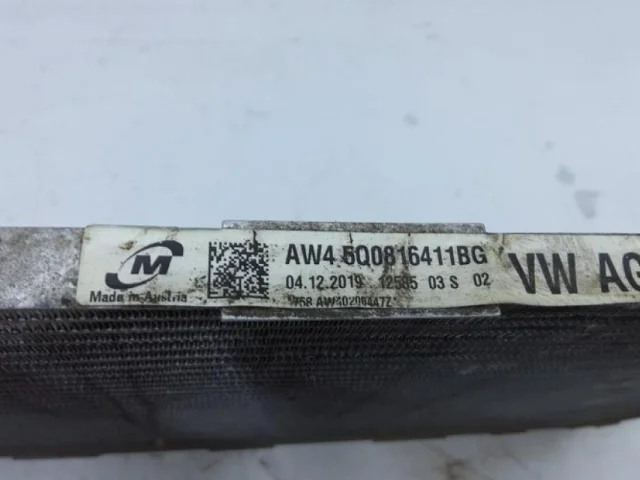 M
Made in Austria
AW4 5Q0816411BG
04.12.2019 12585 03 S 02
VW AG